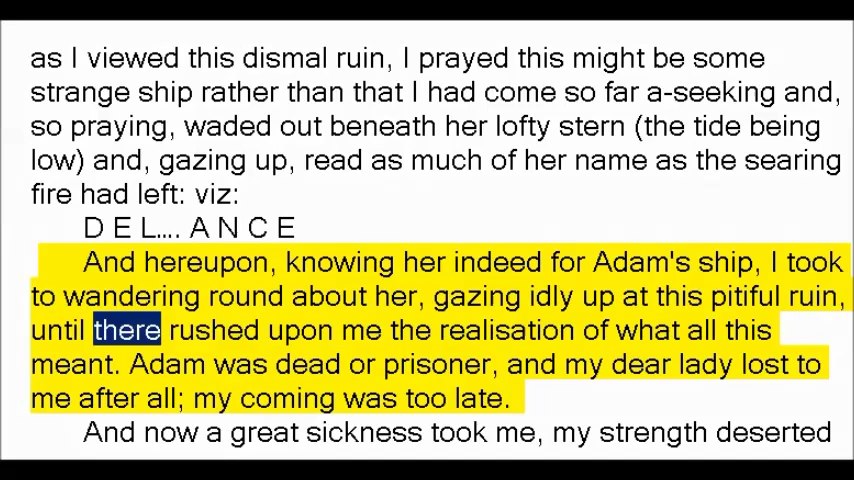 as I viewed this dismal ruin, I prayed this might be some
strange ship rather than that I had come so far a-seeking and,
so praying, waded out beneath her lofty stern (the tide being
low) and, gazing up, read as much of her name as the searing
fire had left: viz:
D E L.... A N C E
And hereupon, knowing her indeed for Adam's ship, I took
to wandering round about her, gazing idly up at this pitiful ruin,
until there rushed upon me the realisation of what all this
meant. Adam was dead or prisoner, and my dear lady lost to
me after all; my coming was too late.
And now a great sickness took me, my strength deserted